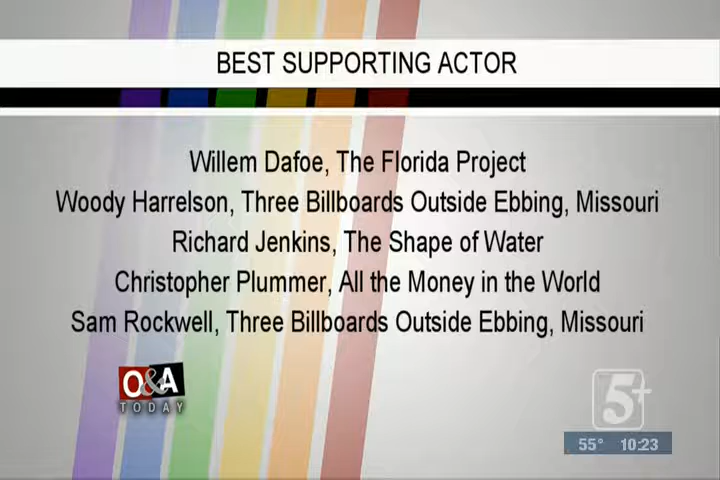 BEST SUPPORTING ACTOR
Willem Dafoe, The Florida Project
Woody Harrelson, Three Billboards Outside Ebbing, Missouri
Richard Jenkins, The Shape of Water
Christopher Plummer, All the Money in the World
Sam Rockwell, Three Billboards Outside Ebbing, Missouri
O&A
TODAY
5+
55° 10:23